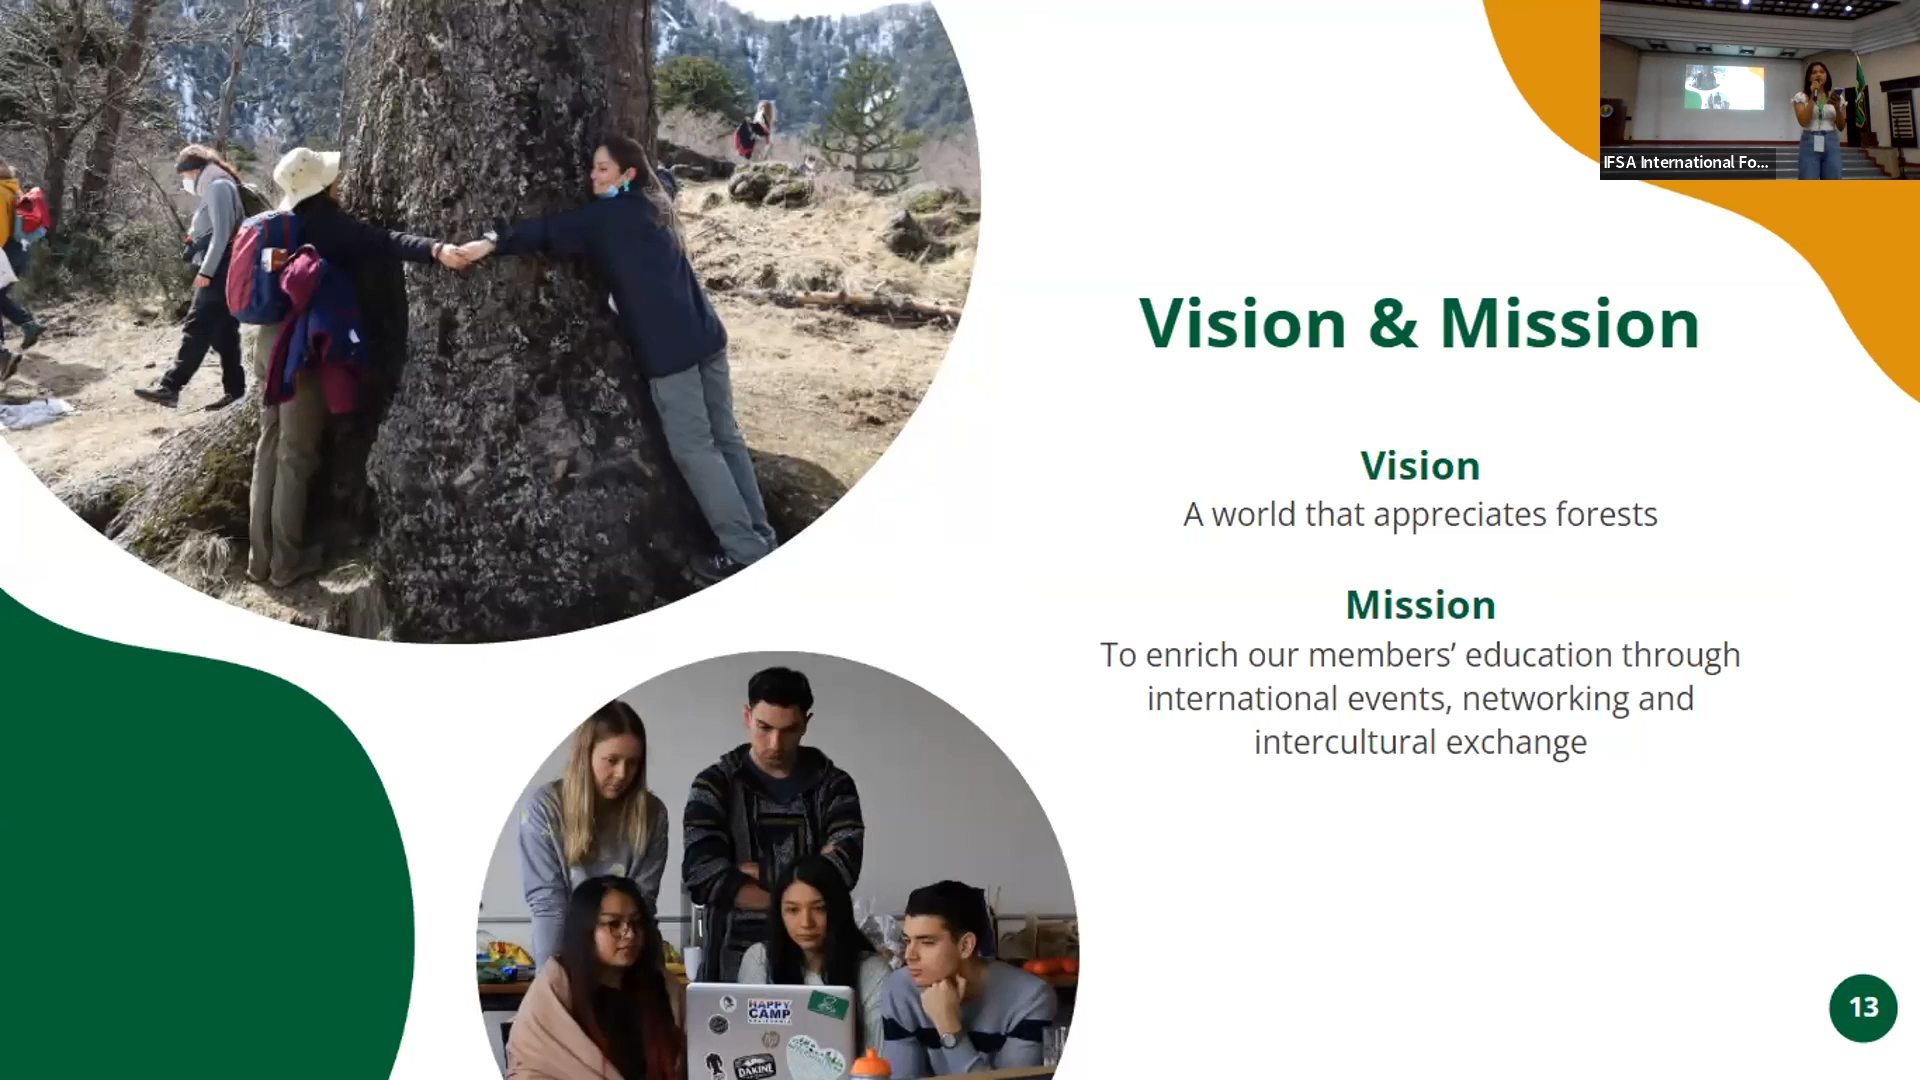 IFSA International Fo...
Vision & Mission
Vision
A world that appreciates forests
Mission
To enrich our members’ education through
international events, networking and
intercultural exchange
HAPPY
CAMP
DAKINE
13